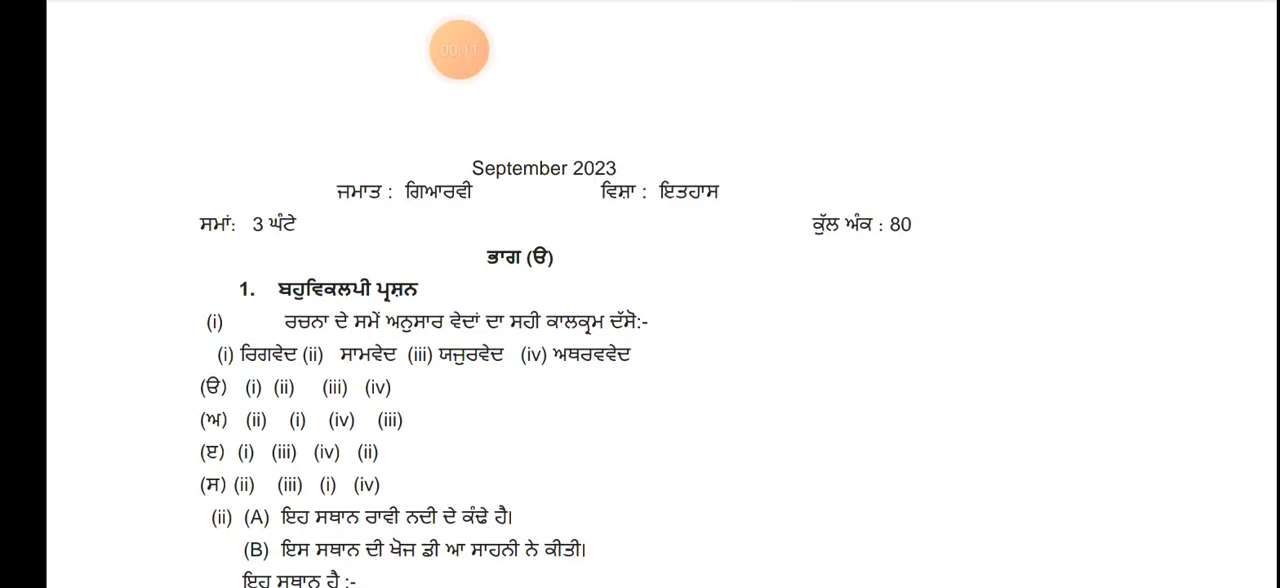 00:11
September 2023
ਜਮਾਤ : ਗਿਆਰਵੀ ਵਿਸ਼ਾ : ਇਤਹਾਸ
ਸਮਾਂ: 3 ਘੰਟੇ ਕੁੱਲ ਅੰਕ : 80
ਭਾਗ (ੳ)
1. ਬਹੁਵਿਕਲਪੀ ਪ੍ਰਸ਼ਨ
(i) ਰਚਨਾ ਦੇ ਸਮੇਂ ਅਨੁਸਾਰ ਵੇਦਾਂ ਦਾ ਸਹੀ ਕਾਲਕ੍ਰਮ ਦੱਸੋ:-
(i) ਰਿਗਵੇਦ (ii) ਸਾਮਵੇਦ (iii) ਯਜੁਰਵੇਦ (iv) ਅਥਰਵਵੇਦ
(ੳ) (i) (ii) (iii) (iv)
(ਅ) (ii) (i) (iv) (iii)
(ੲ) (i) (iii) (iv) (ii)
(ਸ) (ii) (iii) (i) (iv)
(ii) (A) ਇਹ ਸਥਾਨ ਰਾਵੀ ਨਦੀ ਦੇ ਕੰਢੇ ਹੈ।
(B) ਇਸ ਸਥਾਨ ਦੀ ਖੋਜ ਡੀ ਆ ਸਾਹਨੀ ਨੇ ਕੀਤੀ।
ਇਹ ਸਥਾਨ ਹੈ :-